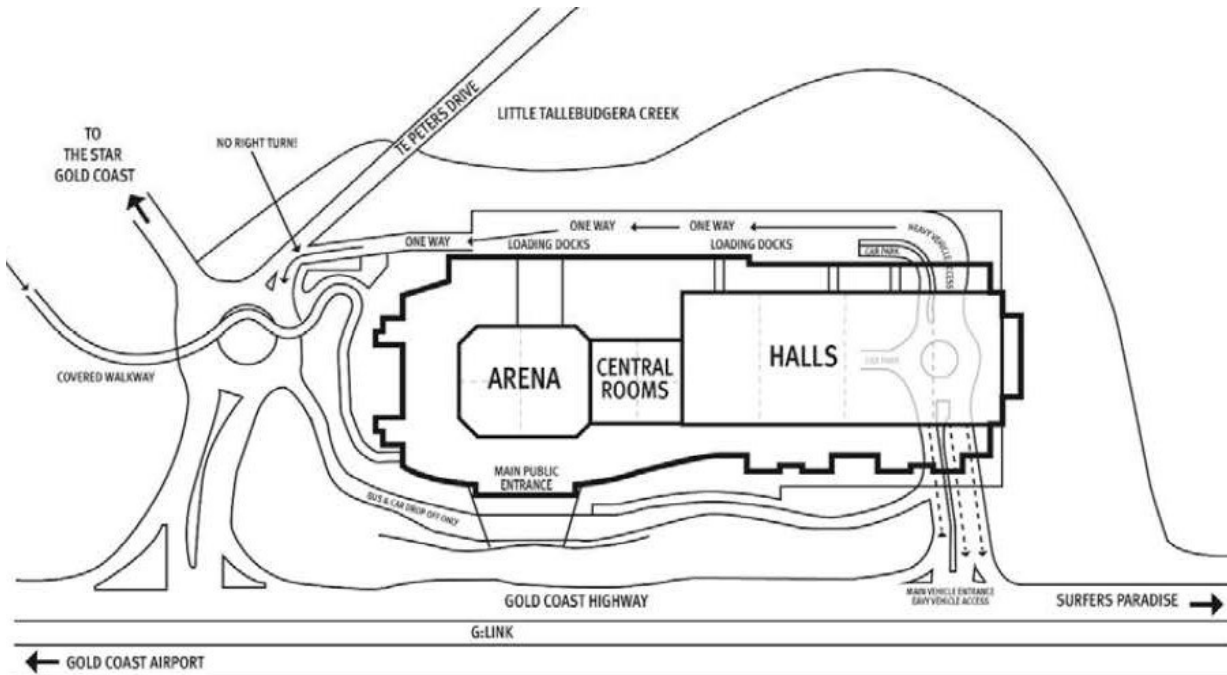 LITTLE TALLEBUDGERA CREEK
TE PETERS DRIVE
TO
THE STAR
GOLD COAST
NO RIGHT TURN!
ONE WAY
ONE WAY
ONE WAY
HEAVY VEHICLE ACCESS
LOADING DOCKS
LOADING DOCKS
CAR PARK
COVERED WALKWAY
ARENA
CENTRAL
ROOMS
HALLS
CAR PARK
MAIN PUBLIC
ENTRANCE
BUS & CAR DROP OFF ONLY
MAIN VEHICLE ENTRANCE
EAVY VEHICLE ACCESS
GOLD COAST HIGHWAY
SURFERS PARADISE
G:LINK
GOLD COAST AIRPORT